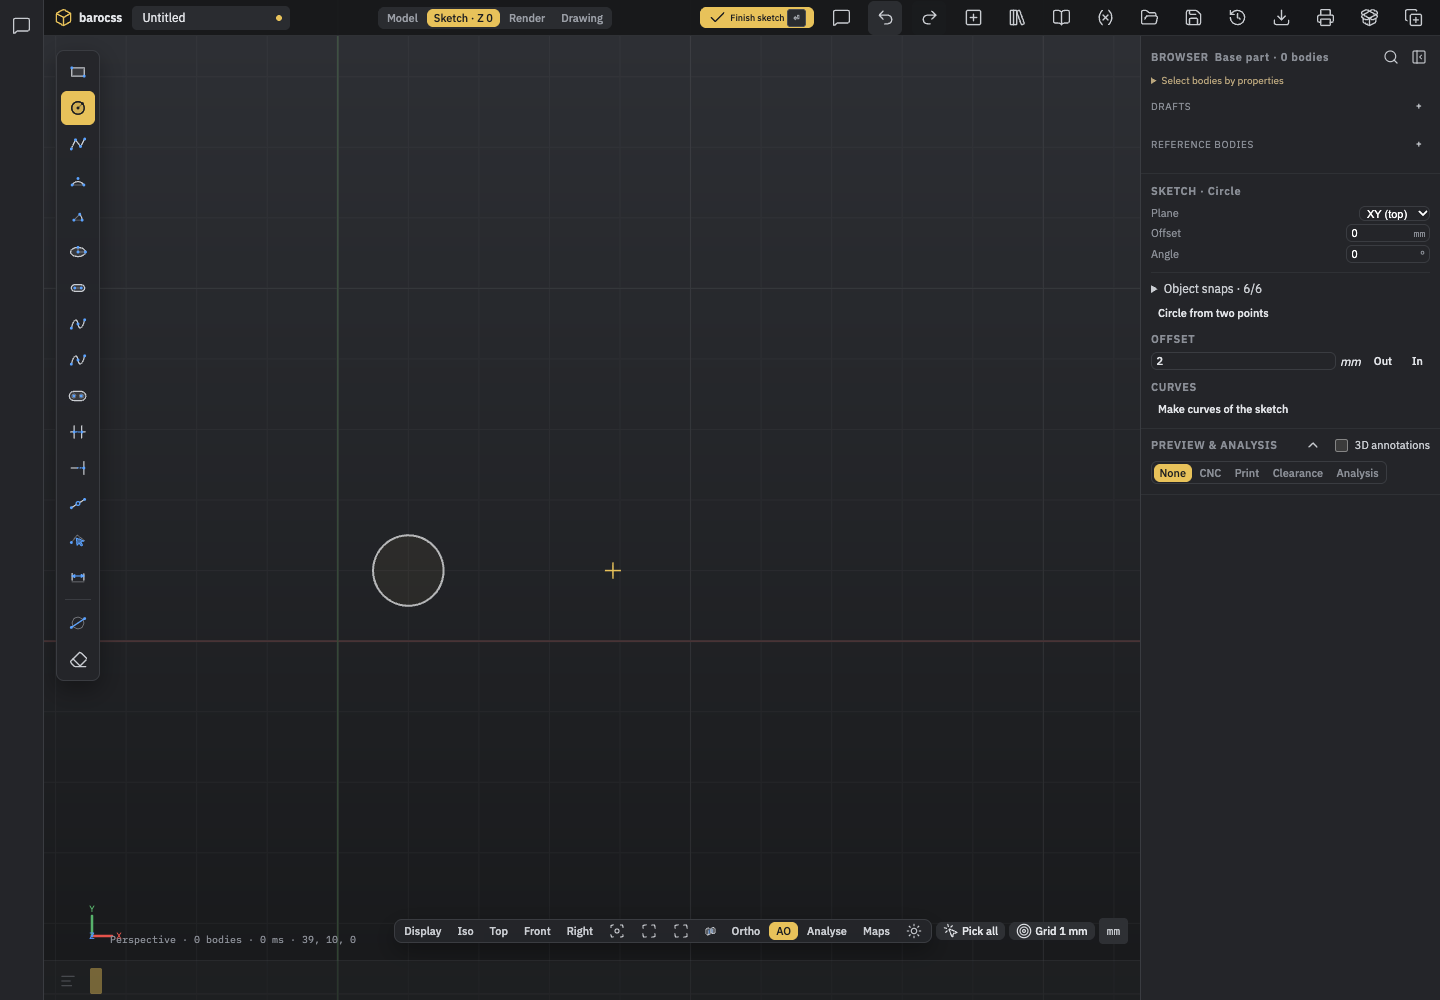 barocss
Untitled
Model
Sketch · Z 0
Render
Drawing
Finish sketch
BROWSER Base part · 0 bodies
Select bodies by properties
DRAFTS
+
REFERENCE BODIES
+
SKETCH · Circle
Plane
XY (top)
Offset
0
mm
Angle
0
°
Object snaps · 6/6
Circle from two points
OFFSET
2
mm
Out
In
CURVES
Make curves of the sketch
PREVIEW & ANALYSIS
3D annotations
None
CNC
Print
Clearance
Analysis
Y
X
Z
Perspective · 0 bodies · 0 ms · 39, 10, 0
Display
Iso
Top
Front
Right
Ortho
AO
Analyse
Maps
Pick all
Grid 1 mm
mm